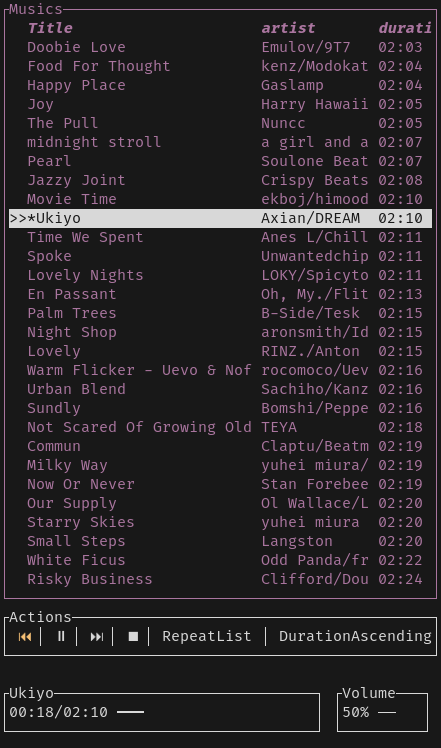 Musics
Title artist durati
Doobie Love Emulov/9T7 02:03
Food For Thought kenz/Modokat 02:04
Happy Place Gaslamp 02:04
Joy Harry Hawaii 02:05
The Pull Nuncc 02:05
midnight stroll a girl and a 02:07
Pearl Soulone Beat 02:07
Jazzy Joint Crispy Beats 02:08
Movie Time ekboj/himood 02:10
>>*Ukiyo Axian/DREAM 02:10
Time We Spent Anes L/Chill 02:11
Spoke Unwantedchip 02:11
Lovely Nights LOKY/Spicyto 02:11
En Passant Oh, My./Flit 02:13
Palm Trees B-Side/Tesk 02:15
Night Shop aronsmith/Id 02:15
Lovely RINZ./Anton 02:15
Warm Flicker - Uevo & Nof rocomoco/Uev 02:16
Urban Blend Sachiho/Kanz 02:16
Sundly Bomshi/Peppe 02:16
Not Scared Of Growing Old TEYA 02:18
Commun Claptu/Beatm 02:19
Milky Way yuhei miura/ 02:19
Now Or Never Stan Forebee 02:19
Our Supply Ol Wallace/L 02:20
Starry Skies yuhei miura 02:20
Small Steps Langston 02:20
White Ficus Odd Panda/fr 02:22
Risky Business Clifford/Dou 02:24
Actions
⏮ │ ⏸ │ ⏭ │ ⏹ │ RepeatList │ DurationAscending
Ukiyo Volume
00:18/02:10 50%